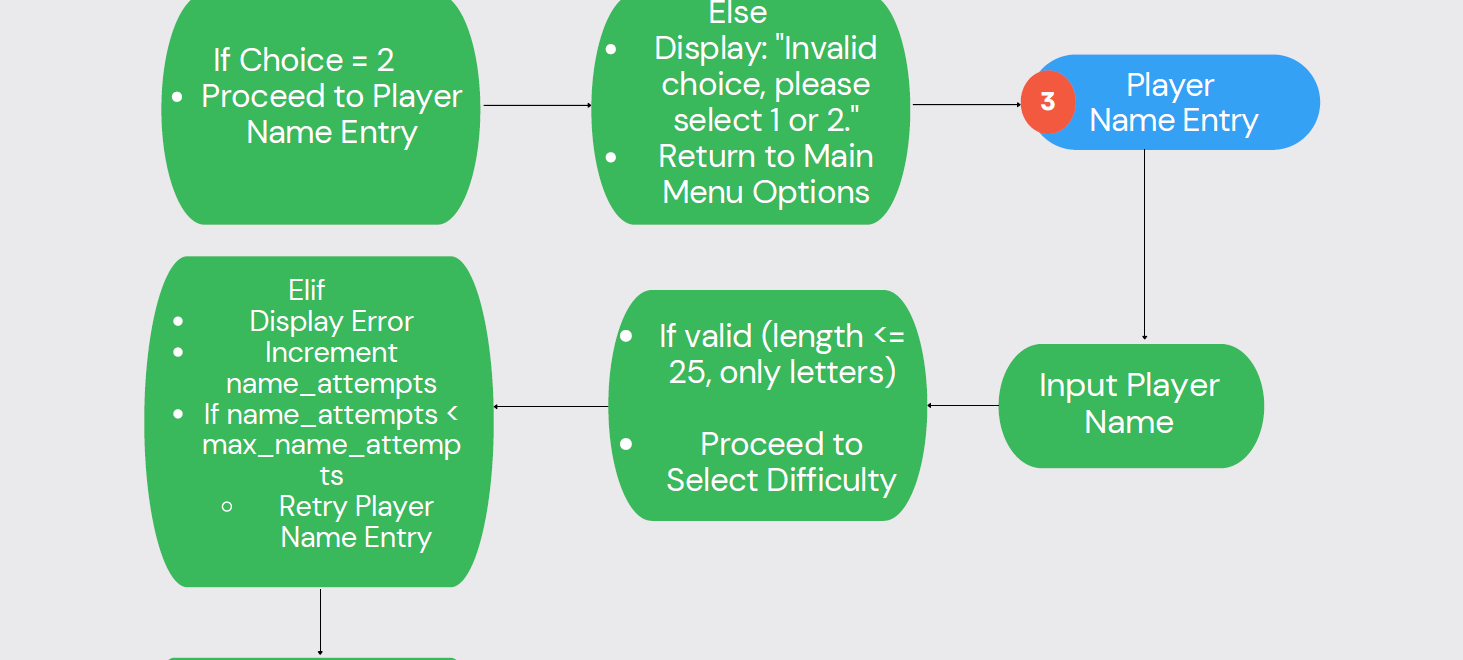 If Choice = 2
• Proceed to Player
Name Entry
Else
• Display: "Invalid
choice, please
select 1 or 2."
• Return to Main
Menu Options
3
Player
Name Entry
Input Player
Name
• If valid (length <=
25, only letters)
• Proceed to
Select Difficulty
Elif
• Display Error
• Increment
name_attempts
• If name_attempts <
max_name_attemp
ts
○ Retry Player
Name Entry